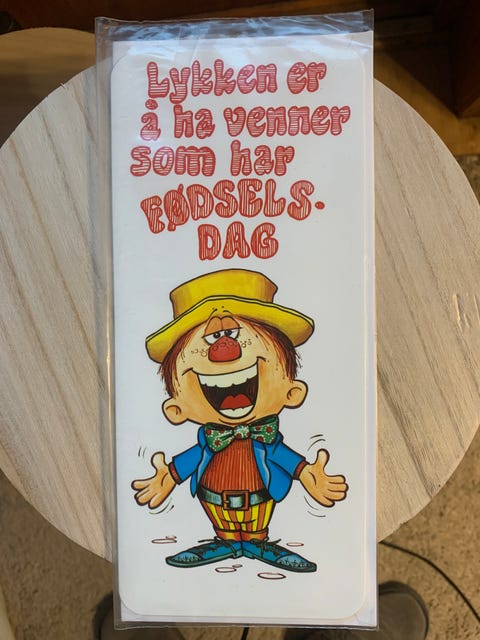 Lykken er
å ha venner
som har
FØDSELS-
DAG